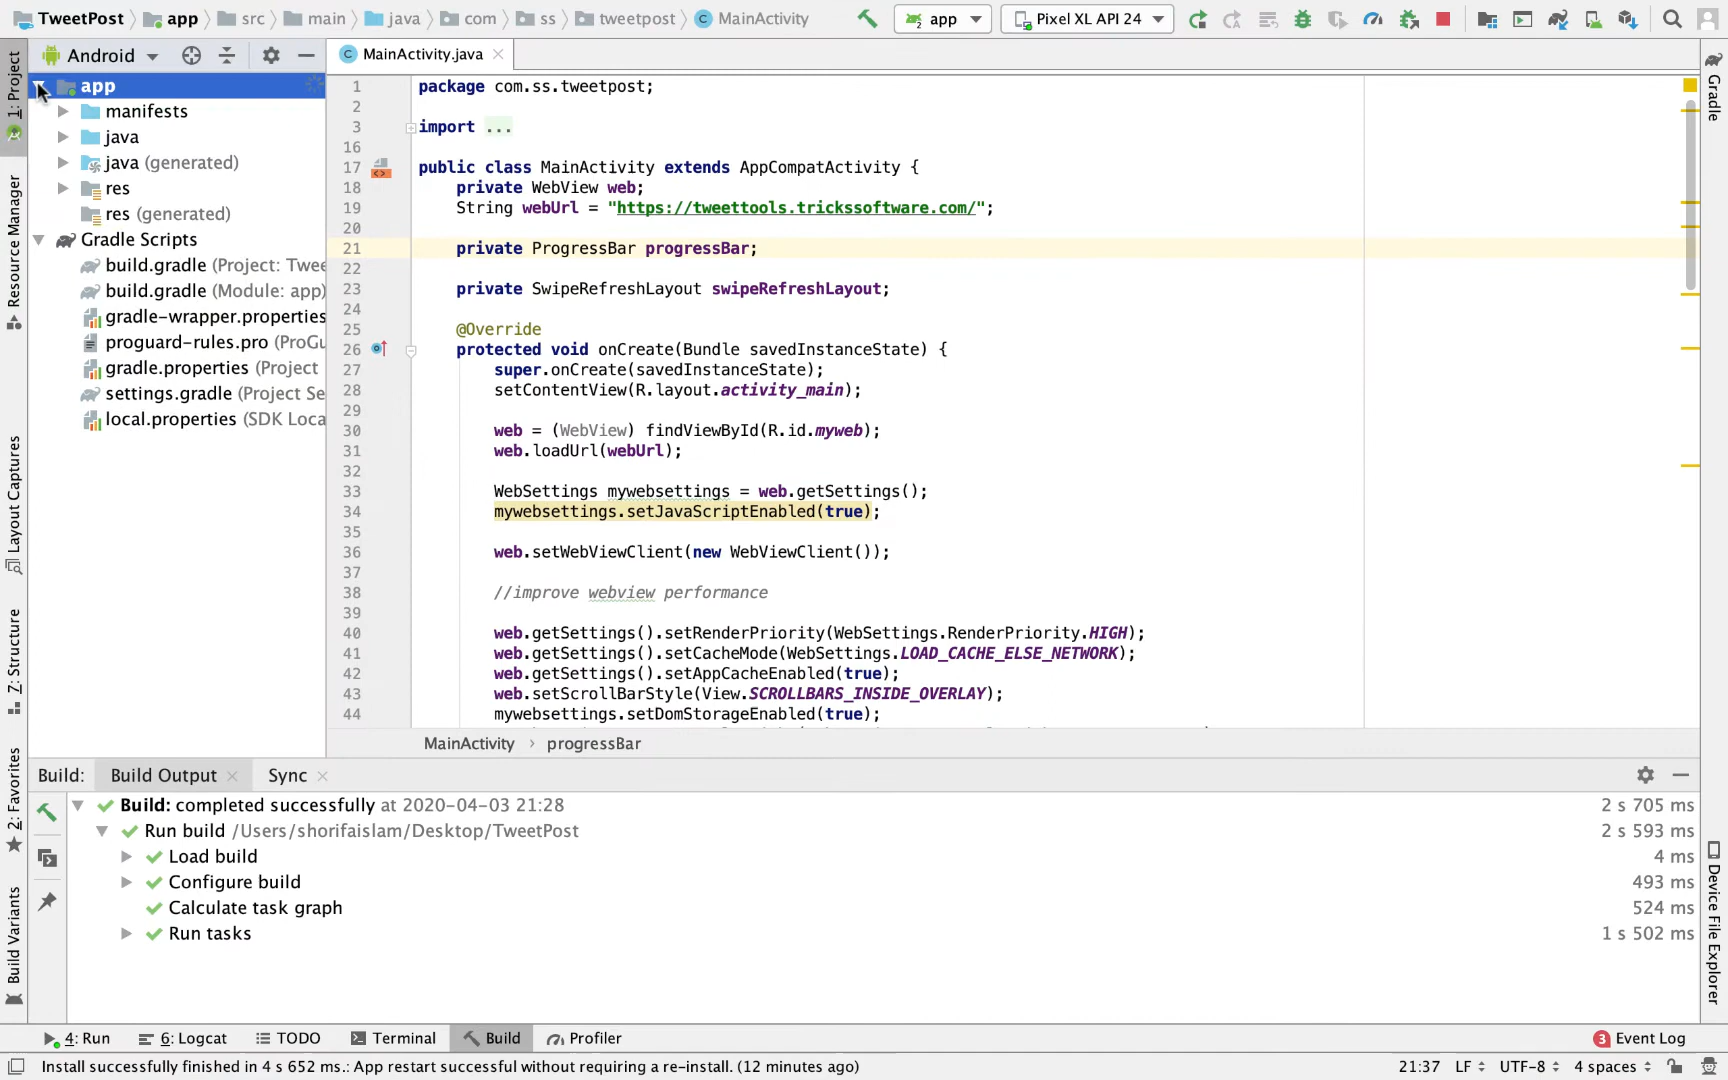 TweetPost app src main java com ss tweetpost MainActivity app Pixel XL API 24
1: Project
Resource Manager
Layout Captures
7: Structure
2: Favorites
Build Variants
Android
app
manifests
java
java (generated)
res
res (generated)
Gradle Scripts
build.gradle (Project: Twee
build.gradle (Module: app)
gradle-wrapper.properties
proguard-rules.pro (ProGu
gradle.properties (Project
settings.gradle (Project Se
local.properties (SDK Loca
MainActivity.java
1 package com.ss.tweetpost;
2
3 import ...
16
17 public class MainActivity extends AppCompatActivity {
18 private WebView web;
19 String webUrl = "https://tweettools.trickssoftware.com/";
20
21 private ProgressBar progressBar;
22
23 private SwipeRefreshLayout swipeRefreshLayout;
24
25 @Override
26 protected void onCreate(Bundle savedInstanceState) {
27 super.onCreate(savedInstanceState);
28 setContentView(R.layout.activity_main);
29
30 web = (WebView) findViewById(R.id.myweb);
31 web.loadUrl(webUrl);
32
33 WebSettings mywebsettings = web.getSettings();
34 mywebsettings.setJavaScriptEnabled(true);
35
36 web.setWebViewClient(new WebViewClient());
37
38 //improve webview performance
39
40 web.getSettings().setRenderPriority(WebSettings.RenderPriority.HIGH);
41 web.getSettings().setCacheMode(WebSettings.LOAD_CACHE_ELSE_NETWORK);
42 web.getSettings().setAppCacheEnabled(true);
43 web.setScrollBarStyle(View.SCROLLBARS_INSIDE_OVERLAY);
44 mywebsettings.setDomStorageEnabled(true);
MainActivity › progressBar
Gradle
Device File Explorer
Build: Build Output Sync
Build: completed successfully at 2020-04-03 21:28 2 s 705 ms
Run build /Users/shorifaislam/Desktop/TweetPost 2 s 593 ms
Load build 4 ms
Configure build 493 ms
Calculate task graph 524 ms
Run tasks 1 s 502 ms
4: Run 6: Logcat TODO Terminal Build Profiler 3 Event Log
Install successfully finished in 4 s 652 ms.: App restart successful without requiring a re-install. (12 minutes ago) 21:37 LF UTF-8 4 spaces